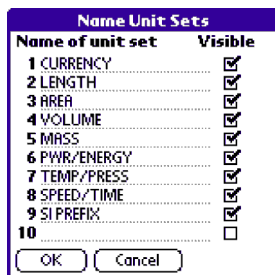 Name Unit Sets
Name of unit set Visible
1 CURRENCY
2 LENGTH
3 AREA
4 VOLUME
5 MASS
6 PWR/ENERGY
7 TEMP/PRESS
8 SPEED/TIME
9 SI PREFIX
10
OK Cancel